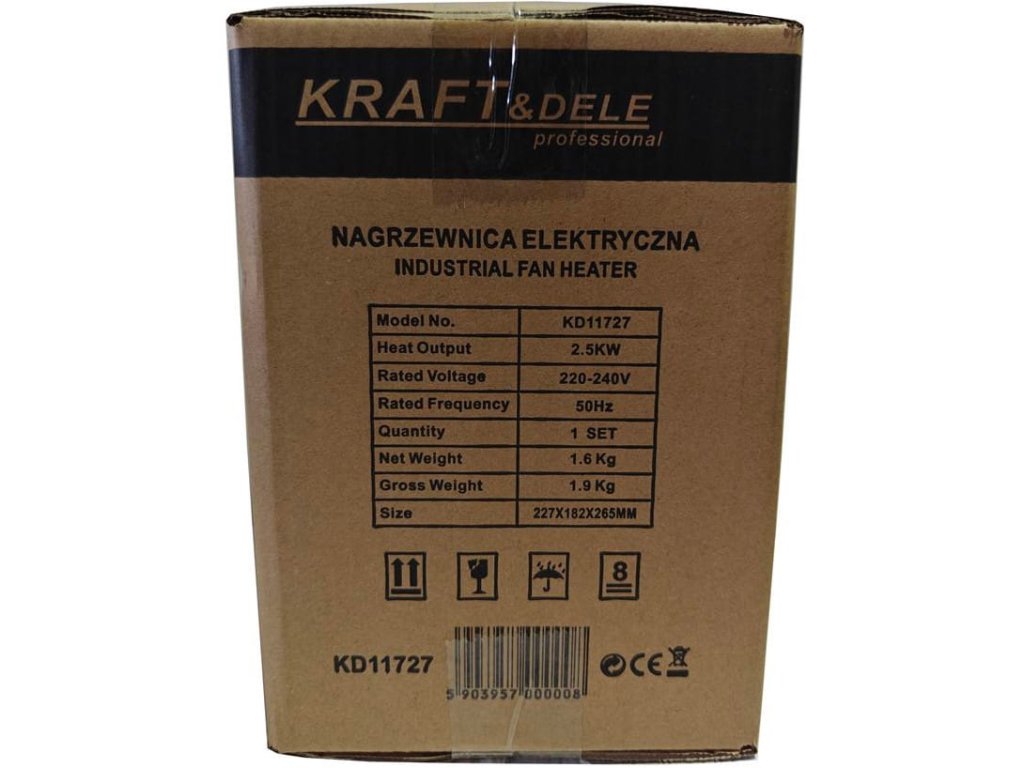 KRAFT&DELE
professional
NAGRZEWNICA ELEKTRYCZNA
INDUSTRIAL FAN HEATER
Model No. KD11727
Heat Output 2.5KW
Rated Voltage 220-240V
Rated Frequency 50Hz
Quantity 1 SET
Net Weight 1.6 Kg
Gross Weight 1.9 Kg
Size 227X182X265MM
8
KD11727
5 903957 000008
CE